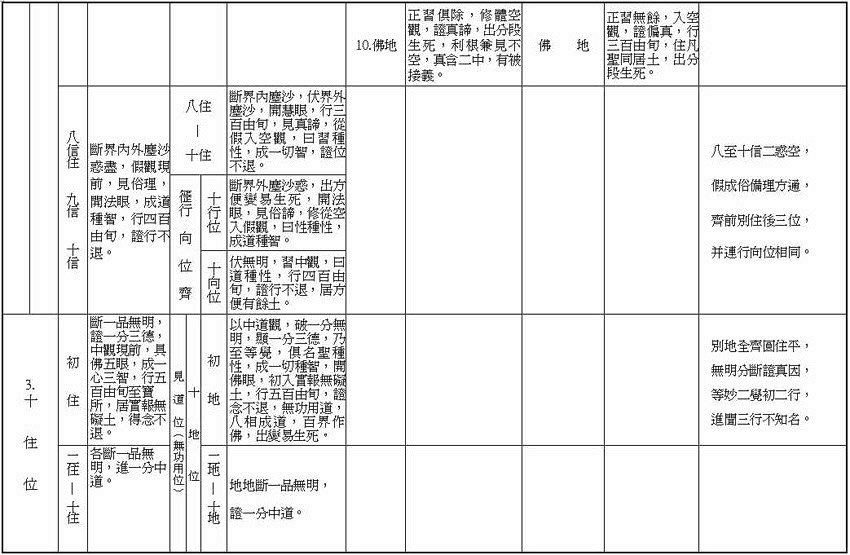 10.佛地
正習俱除，修體空
觀，證真諦，出分段
生死，利根兼見不
空，真含二中，有被
接義。
佛　地
正習無餘，入空
觀，證偏真，行
三百由旬，住凡
聖同居土，出分
段生死。
八信住　九信　十信
斷界內外塵沙
惑盡，假觀現
前，見俗理，
開法眼，成道
種智，行四百
由旬，證行不
退。
八住
｜
十住
斷界內塵沙，伏界外
塵沙，開慧眼，行三
百由旬，見真諦，從
假入空觀，曰習種
性，成一切智，證位
不退。
行向位齊
十行位
斷界外塵沙惑，出方
便變易生死，開法
眼，見俗諦，修從空
入假觀，曰性種性，
成道種智。
十向位
伏無明，習中觀，曰
道種性，行四百由
旬，證行不退，居方
便有餘土。
八至十信二惑空，
假成俗備理方通，
齊前別住後三位，
并連行向位相同。
3.十住位
初住
斷一品無明，
證一分三德，
中觀現前，具
佛五眼，成一
心三智，行五
百由旬至寶
所，居實報無
礙土，得念不
退。
見道位（無功用位）
十地位
初地
以中道觀，破一分無
明，顯一分三德，乃
至等覺，俱名聖種
性，成一切種智，開
佛眼，初入實報無礙
土，行五百由旬，證
念不退，無功用道，
八相成道，百界作
佛，出變易生死。
別地全齊圓住平，
無明分斷證真因，
等妙二覺初二行，
進聞三行不知名。
二住｜十住
各斷一品無
明，進一分中
道。
二地｜十地
地地斷一品無明，
證一分中道。